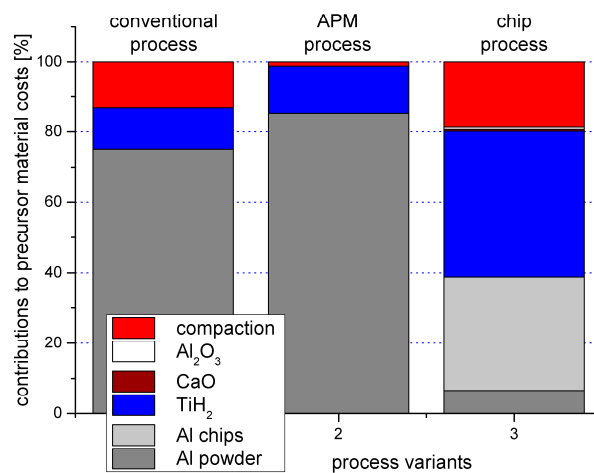 conventional APM chip
process process process
contributions to precursor material costs [%]
100
80
60
40
20
0
compaction
Al2O3
CaO
TiH2
Al chips
Al powder
2 3
process variants